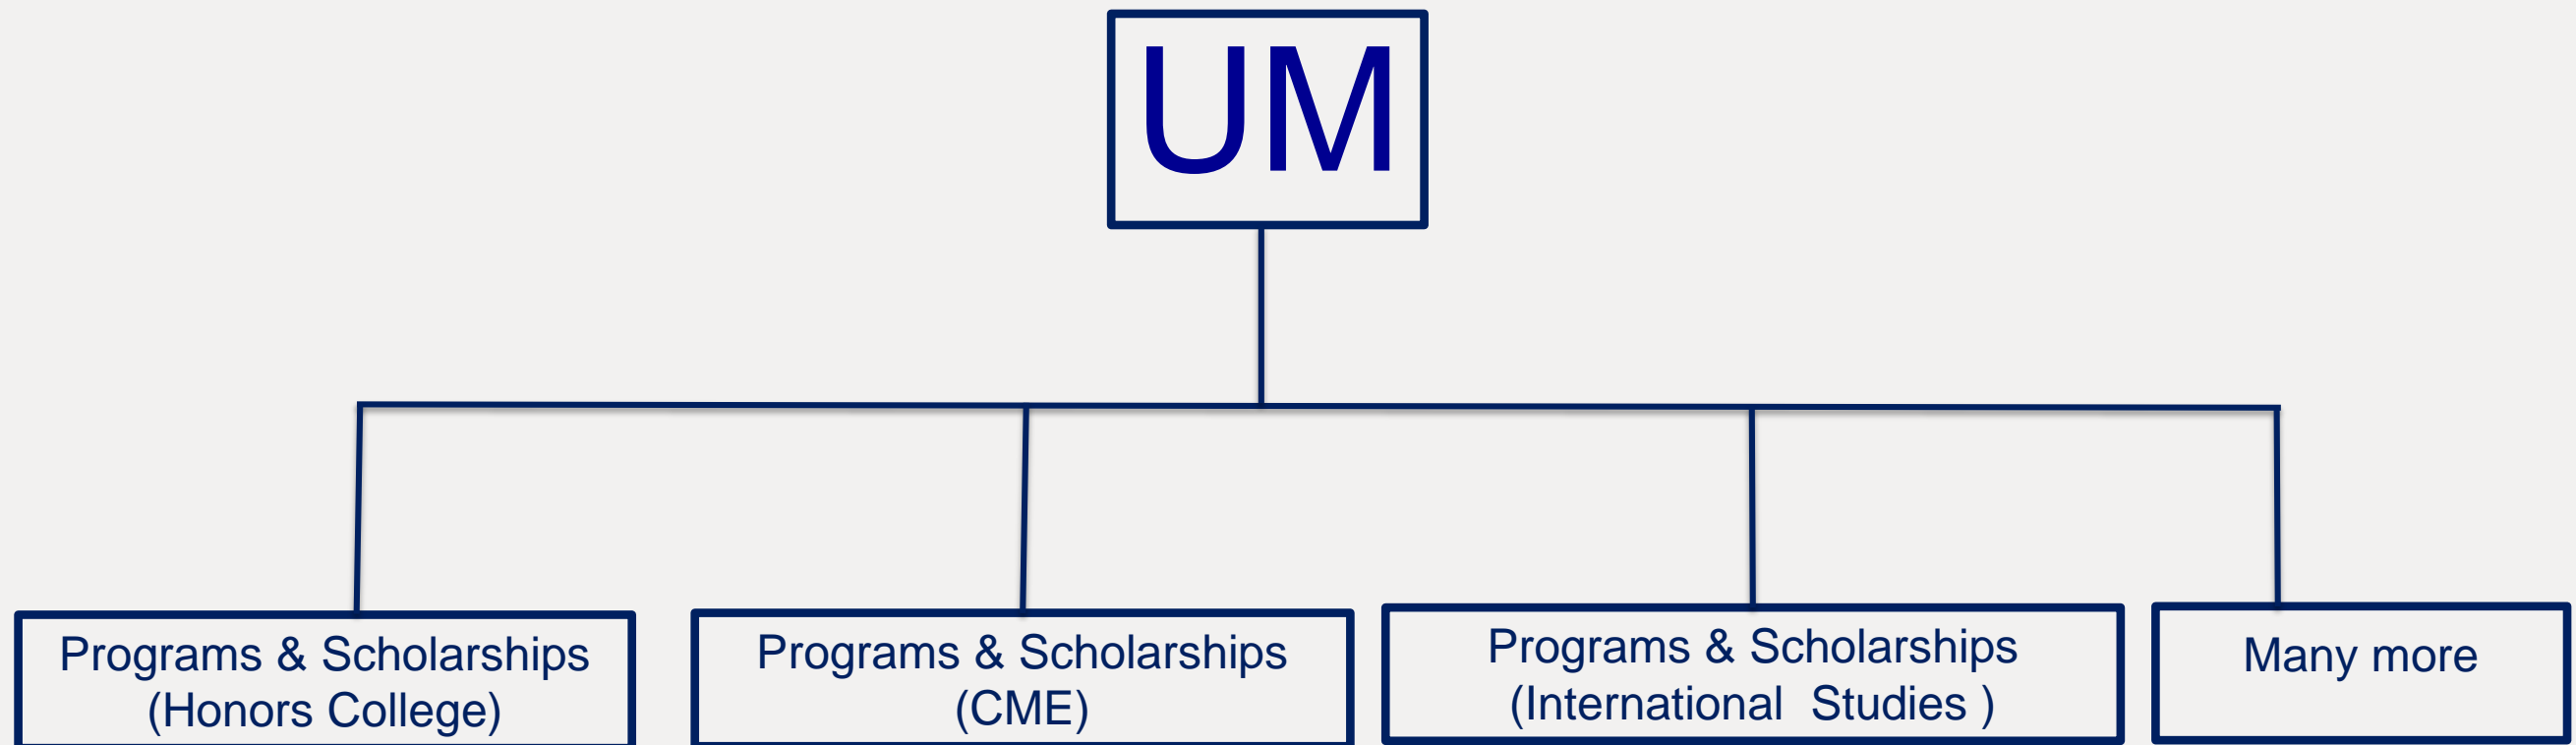 UM
Programs & Scholarships
(Honors College)
Programs & Scholarships
(CME)
Programs & Scholarships
(International  Studies )
Many more